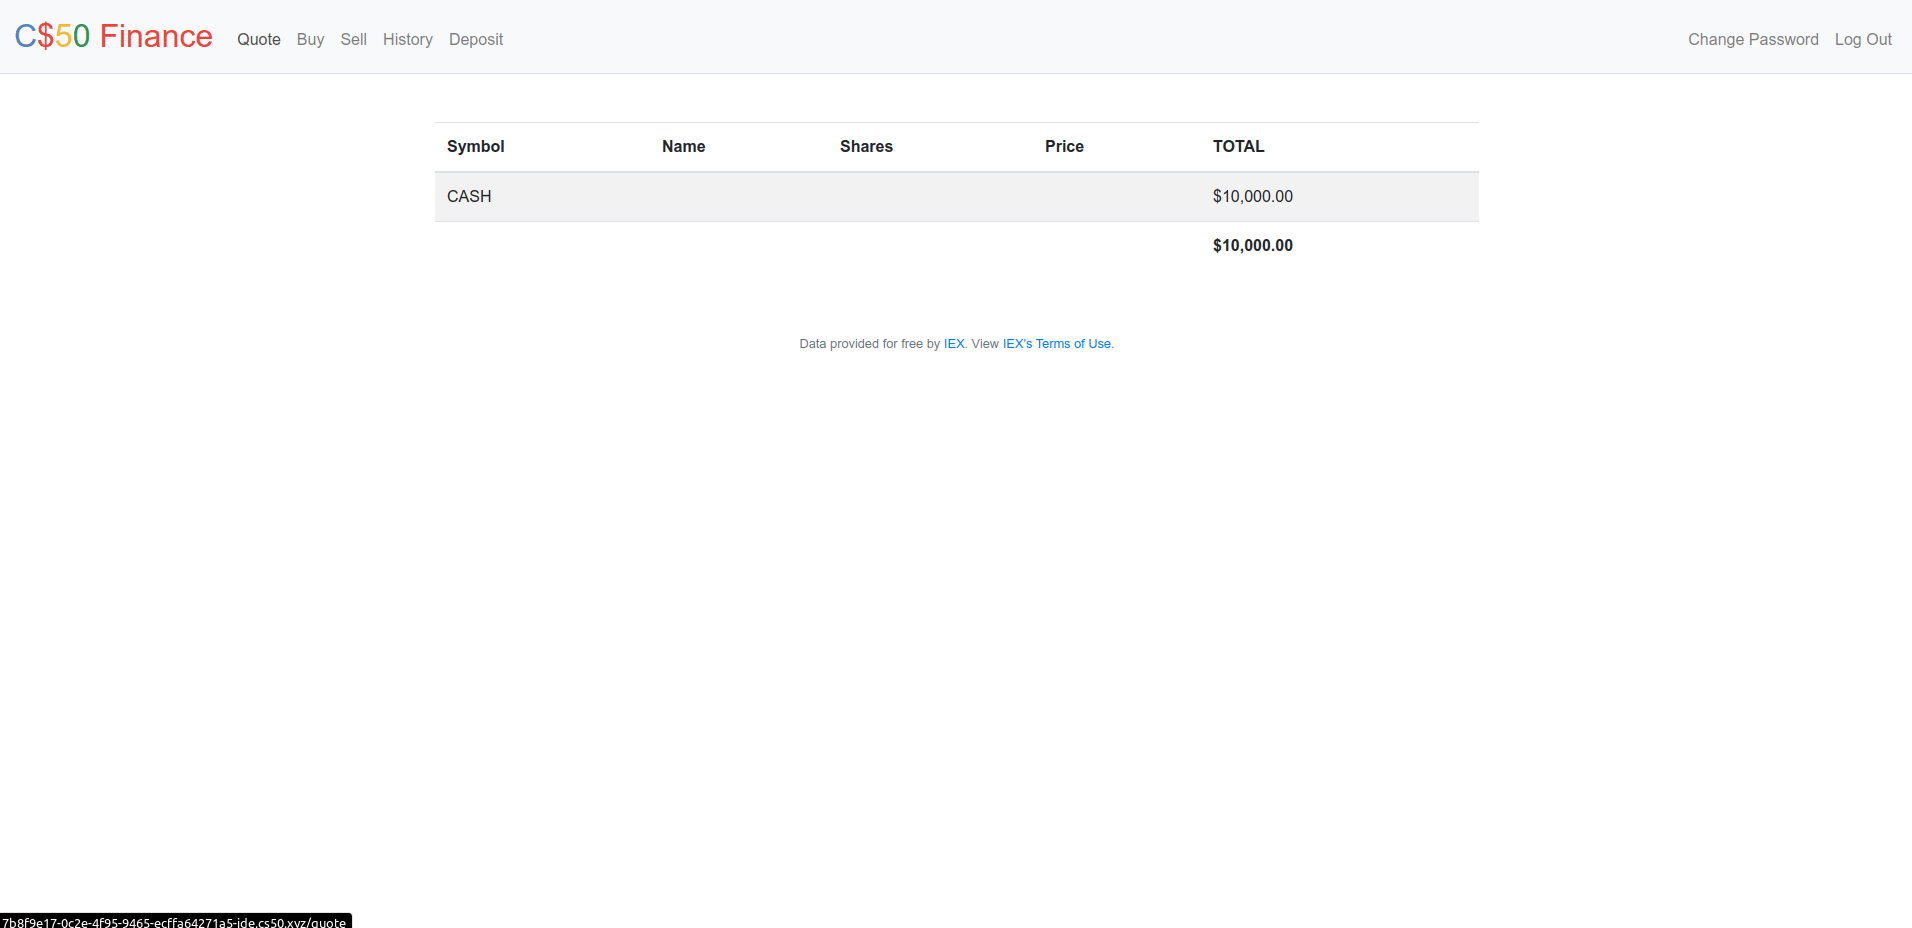 C$50 Finance Quote Buy Sell History Deposit Change Password Log Out
Symbol Name Shares Price TOTAL
CASH $10,000.00
$10,000.00
Data provided for free by IEX. View IEX's Terms of Use.
7b8f9e17-0c2e-4f95-9465-ecffa64271a5-ide.cs50.xyz/quote